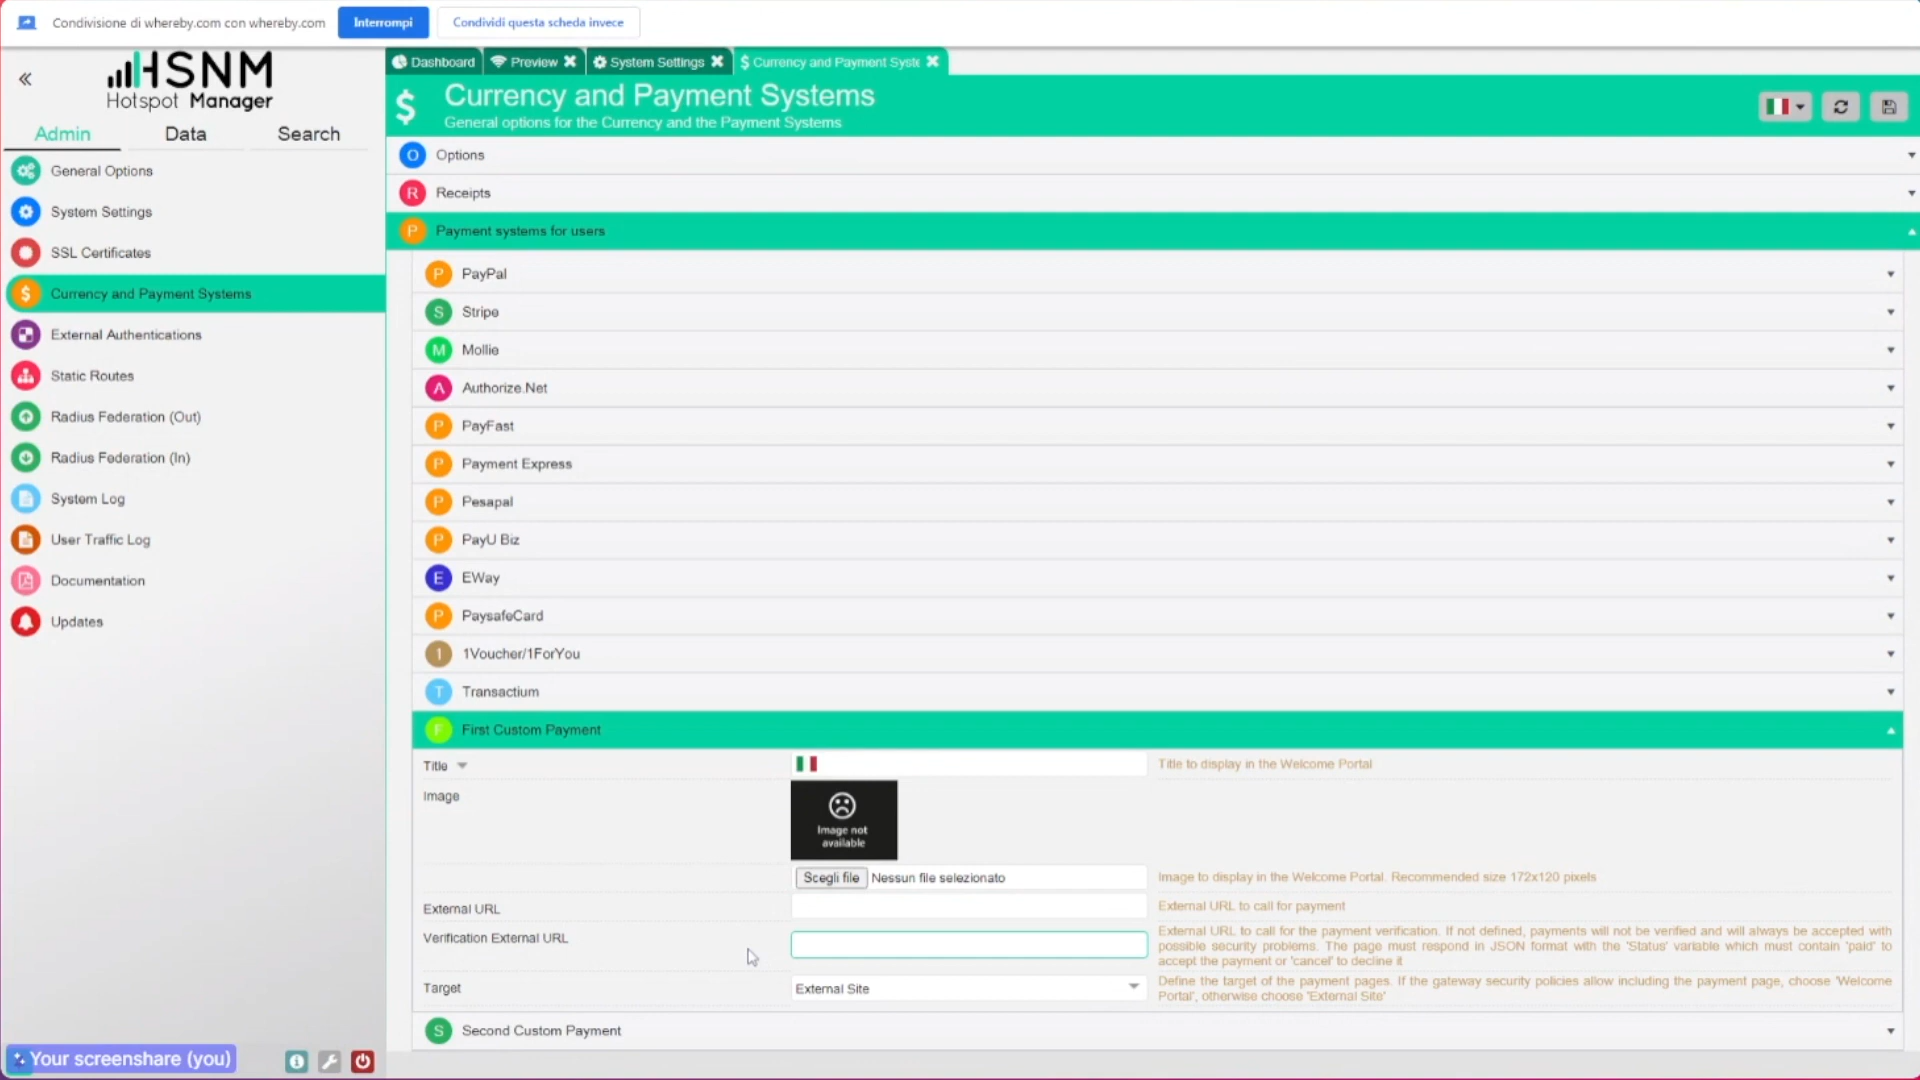 Condivisione di whereby.com con whereby.com
Interrompi
Condividi questa scheda invece
HSNM
Hotspot Manager
Admin
Data
Search
General Options
System Settings
SSL Certificates
$ Currency and Payment Systems
External Authentications
Static Routes
Radius Federation (Out)
Radius Federation (In)
System Log
User Traffic Log
Documentation
Updates
Your screenshare (you)
Dashboard
Preview
System Settings
$ Currency and Payment Syste
$ Currency and Payment Systems
General options for the Currency and the Payment Systems
O Options
R Receipts
P Payment systems for users
P PayPal
S Stripe
M Mollie
A Authorize.Net
P PayFast
P Payment Express
P Pesapal
P PayU Biz
E EWay
P PaysafeCard
1 1Voucher/1ForYou
T Transactium
F First Custom Payment
Title
Title to display in the Welcome Portal
Image
Image not
available
Scegli file Nessun file selezionato
Image to display in the Welcome Portal. Recommended size 172x120 pixels
External URL
External URL to call for payment
Verification External URL
External URL to call for the payment verification. If not defined, payments will not be verified and will always be accepted with
possible security problems. The page must respond in JSON format with the 'Status' variable which must contain 'paid' to
accept the payment or 'cancel' to decline it
Target
External Site
Define the target of the payment pages. If the gateway security policies allow including the payment page, choose 'Welcome
Portal', otherwise choose 'External Site'
S Second Custom Payment